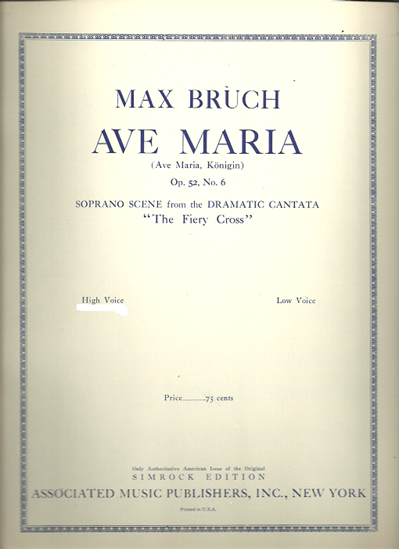 MAX BRUCH
AVE MARIA
(Ave Maria, Königin)
Op. 52, No. 6
SOPRANO SCENE from the DRAMATIC CANTATA
"The Fiery Cross"
High Voice Low Voice
Price........75 cents
Only Authoritative American Issue of the Original
SIMROCK EDITION
ASSOCIATED MUSIC PUBLISHERS, INC., NEW YORK
Printed in U.S.A.